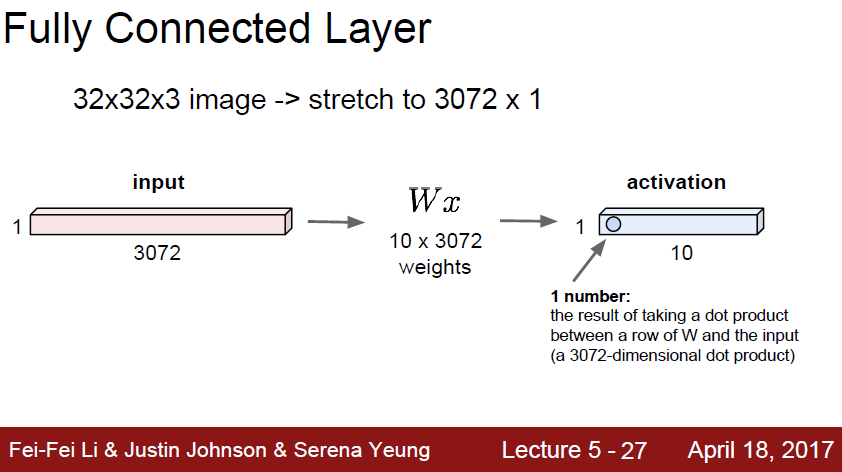 Fully Connected Layer
32x32x3 image -> stretch to 3072 x 1
input
1
3072
Wx
10 x 3072
weights
activation
1
10
1 number:
the result of taking a dot product
between a row of W and the input
(a 3072-dimensional dot product)
Fei-Fei Li & Justin Johnson & Serena Yeung
Lecture 5 - 27
April 18, 2017